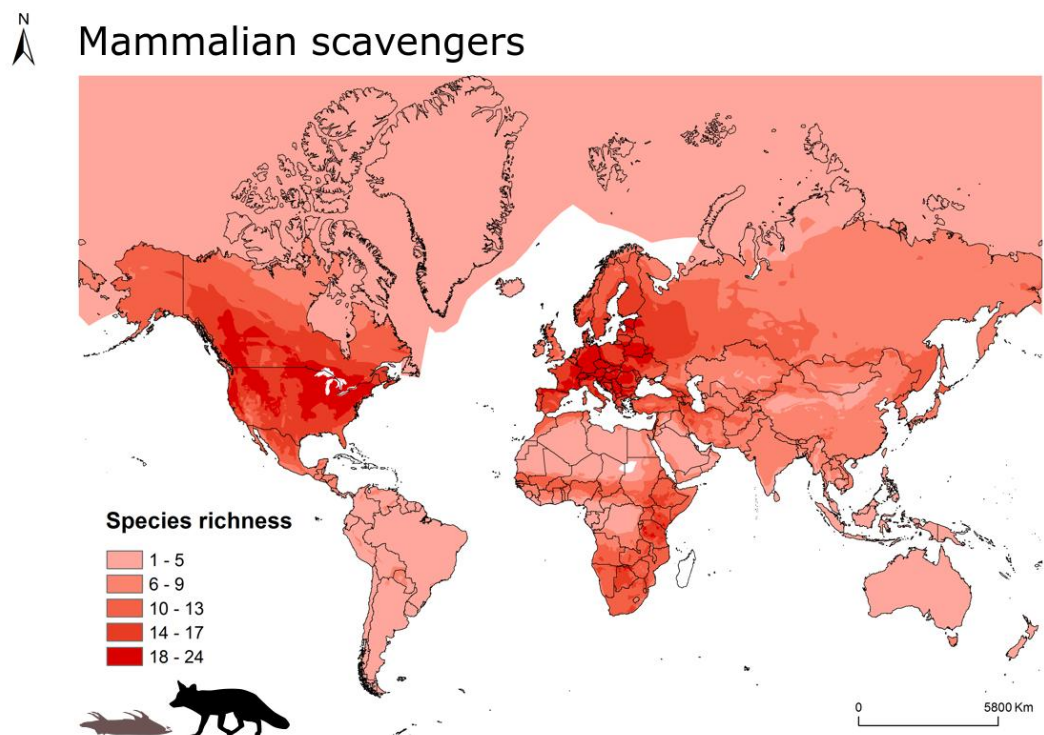 N
Mammalian scavengers
Species richness
1 - 5
6 - 9
10 - 13
14 - 17
18 - 24
0 5800 Km